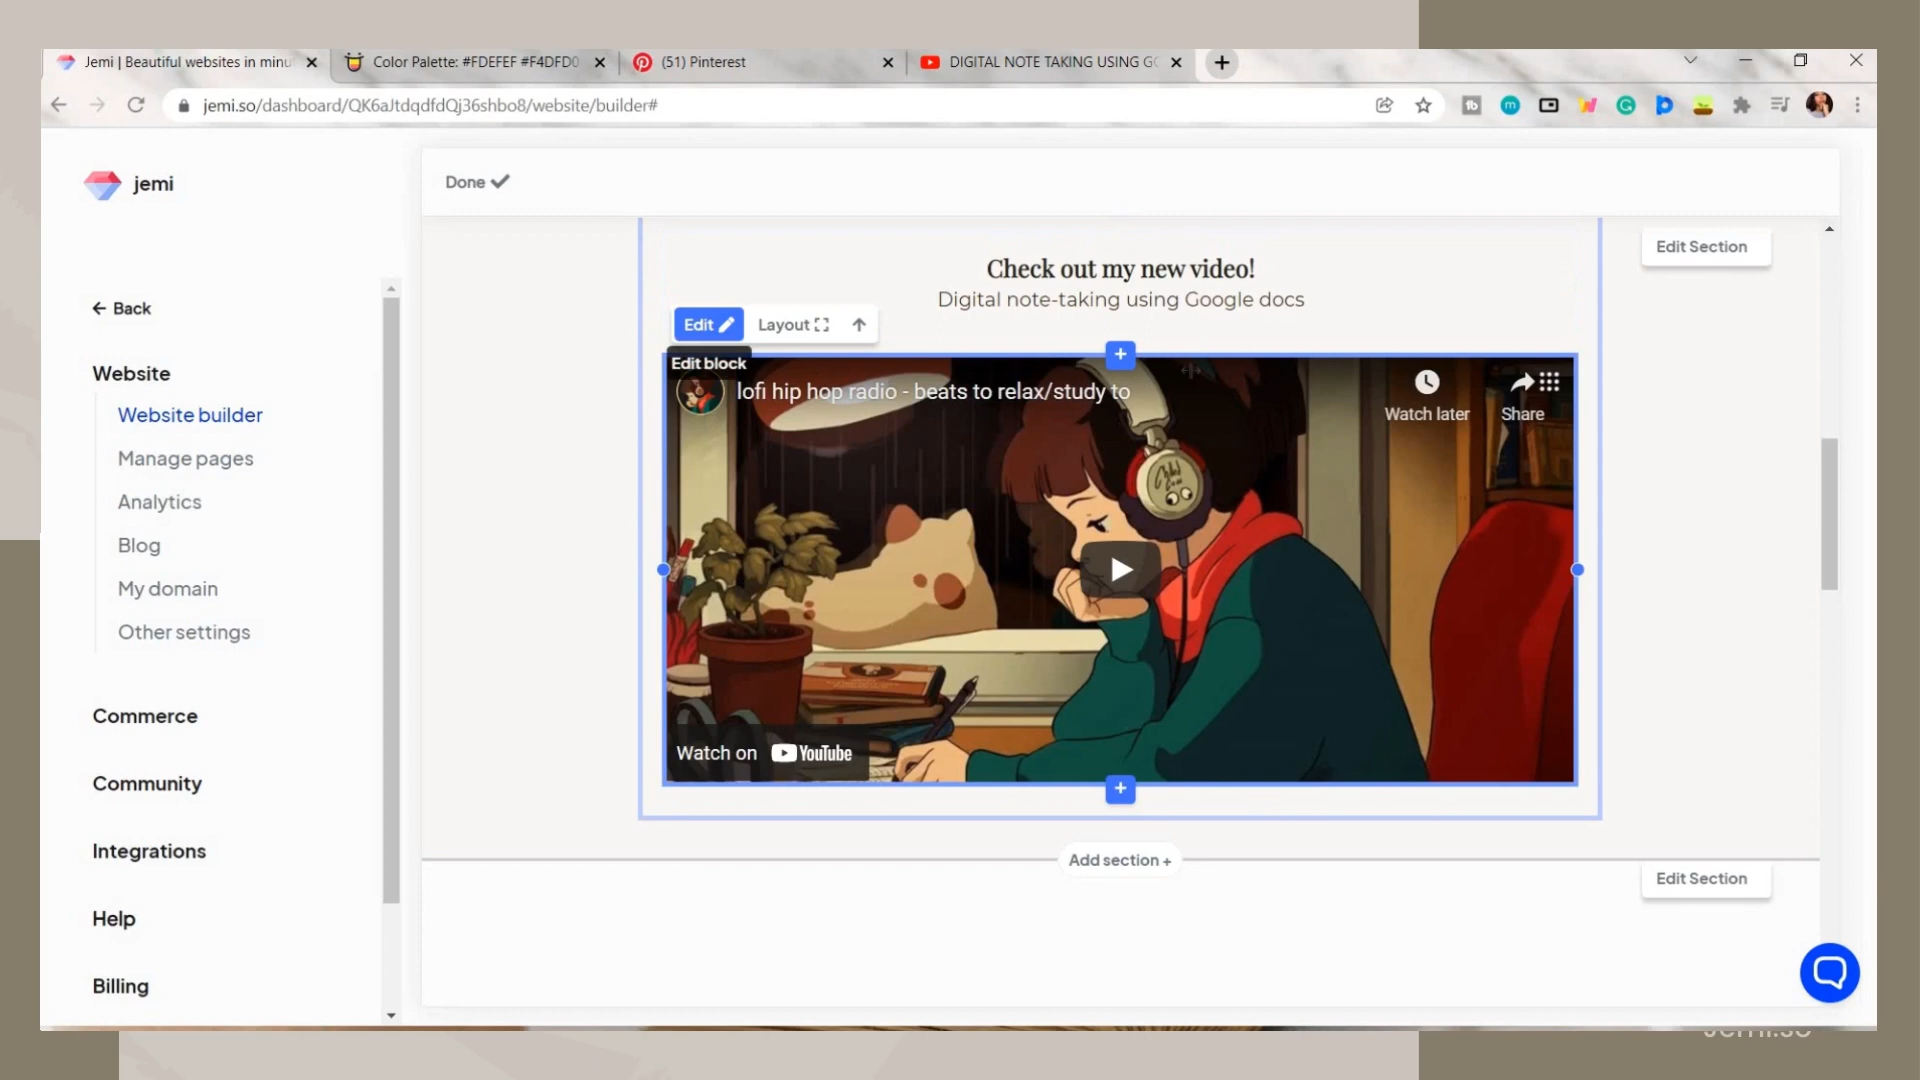 Jemi | Beautiful websites in minu
Color Palette: #FDEFEF #F4DFD0
(51) Pinterest
DIGITAL NOTE TAKING USING GO
jemi.so/dashboard/QK6aJtdqdfdQj36shbo8/website/builder#
jemi
Done
Edit Section
Check out my new video!
Digital note-taking using Google docs
Back
Edit
Layout
Edit block
Website
Website builder
Manage pages
Analytics
Blog
My domain
Other settings
Commerce
Community
Integrations
Help
Billing
lofi hip hop radio - beats to relax/study to
Watch later
Share
Watch on YouTube
Add section +
Edit Section
jemi.so